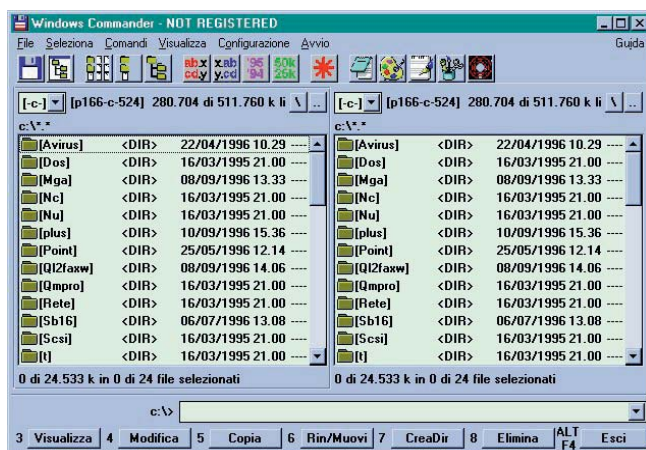 Windows Commander - NOT REGISTERED
File Seleziona Comandi Visualizza Configurazione Avvio Guida
ab.x cd.y x.ab y.cd '95 '94 50k 25k
[-c-] [p166-c-524] 280.704 di 511.760 k li \ .. [-c-] [p166-c-524] 280.704 di 511.760 k li \ ..
c:\*.* c:\*.*
[Avirus] <DIR> 22/04/1996 10.29 ---- [Avirus] <DIR> 22/04/1996 10.29 ----
[Dos] <DIR> 16/03/1995 21.00 ---- [Dos] <DIR> 16/03/1995 21.00 ----
[Mga] <DIR> 08/09/1996 13.33 ---- [Mga] <DIR> 08/09/1996 13.33 ----
[Nc] <DIR> 16/03/1995 21.00 ---- [Nc] <DIR> 16/03/1995 21.00 ----
[Nu] <DIR> 16/03/1995 21.00 ---- [Nu] <DIR> 16/03/1995 21.00 ----
[plus] <DIR> 10/09/1996 15.36 ---- [plus] <DIR> 10/09/1996 15.36 ----
[Point] <DIR> 25/05/1996 12.14 ---- [Point] <DIR> 25/05/1996 12.14 ----
[Ql2faxw] <DIR> 08/09/1996 14.06 ---- [Ql2faxw] <DIR> 08/09/1996 14.06 ----
[Qmpro] <DIR> 16/03/1995 21.00 ---- [Qmpro] <DIR> 16/03/1995 21.00 ----
[Rete] <DIR> 16/03/1995 21.00 ---- [Rete] <DIR> 16/03/1995 21.00 ----
[Sb16] <DIR> 06/07/1996 13.08 ---- [Sb16] <DIR> 06/07/1996 13.08 ----
[Scsi] <DIR> 16/03/1995 21.00 ---- [Scsi] <DIR> 16/03/1995 21.00 ----
[t] <DIR> 16/03/1995 21.00 ---- [t] <DIR> 16/03/1995 21.00 ----
0 di 24.533 k in 0 di 24 file selezionati 0 di 24.533 k in 0 di 24 file selezionati
c:\>
3 Visualizza 4 Modifica 5 Copia 6 Rin/Muovi 7 CreaDir 8 Elimina ALT F4 Esci